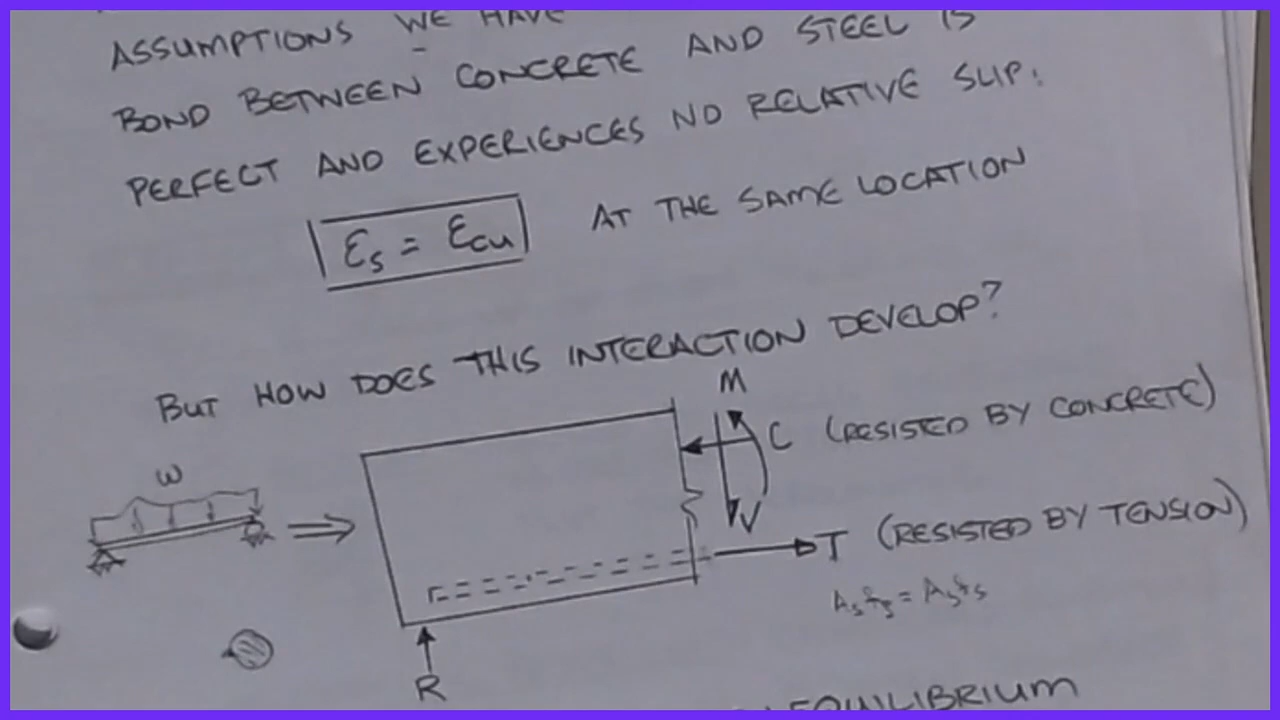 ASSUMPTIONS WE HAVE
BOND BETWEEN CONCRETE AND STEEL IS
PERFECT AND EXPERIENCES NO RELATIVE SLIP.
εs = εcu AT THE SAME LOCATION
BUT HOW DOES THIS INTERACTION DEVELOP?
M
C (RESISTED BY CONCRETE)
W
V
T (RESISTED BY TENSION)
R
EQUILIBRIUM